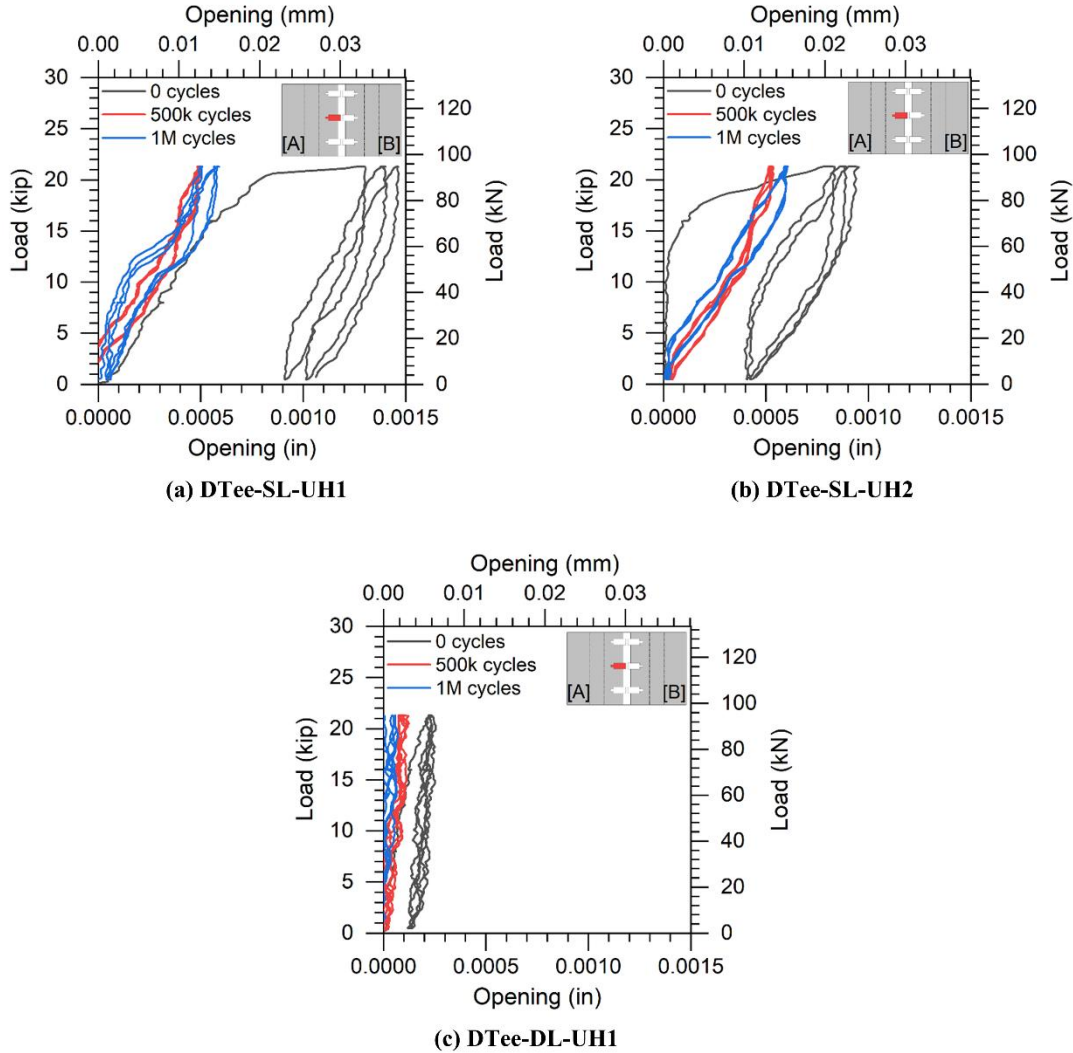 Opening (mm)
0.00 0.01 0.02 0.03
30
25
20
15
10
5
0
Load (kip)
0 cycles
500k cycles
1M cycles
[A] [B]
120
100
80
60
40
20
0
Load (kN)
0.0000 0.0005 0.0010 0.0015
Opening (in)
(a) DTee-SL-UH1
Opening (mm)
0.00 0.01 0.02 0.03
30
25
20
15
10
5
0
Load (kip)
0 cycles
500k cycles
1M cycles
[A] [B]
120
100
80
60
40
20
0
Load (kN)
0.0000 0.0005 0.0010 0.0015
Opening (in)
(b) DTee-SL-UH2
Opening (mm)
0.00 0.01 0.02 0.03
30
25
20
15
10
5
0
Load (kip)
0 cycles
500k cycles
1M cycles
[A] [B]
120
100
80
60
40
20
0
Load (kN)
0.0000 0.0005 0.0010 0.0015
Opening (in)
(c) DTee-DL-UH1